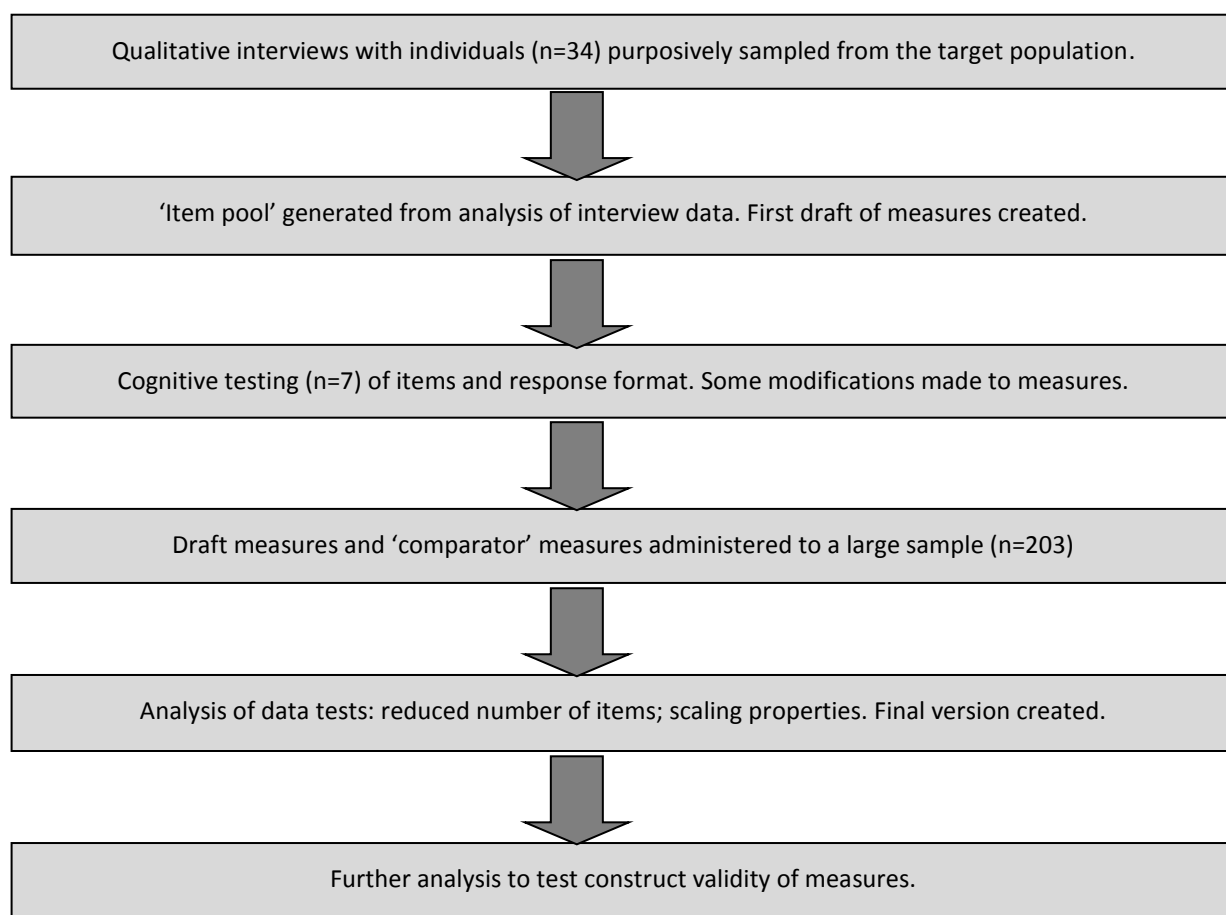 Qualitative interviews with individuals (n=34) purposively sampled from the target population.
‘Item pool’ generated from analysis of interview data. First draft of measures created.
Cognitive testing (n=7) of items and response format. Some modifications made to measures.
Draft measures and ‘comparator’ measures administered to a large sample (n=203)
Analysis of data tests: reduced number of items; scaling properties. Final version created.
Further analysis to test construct validity of measures.